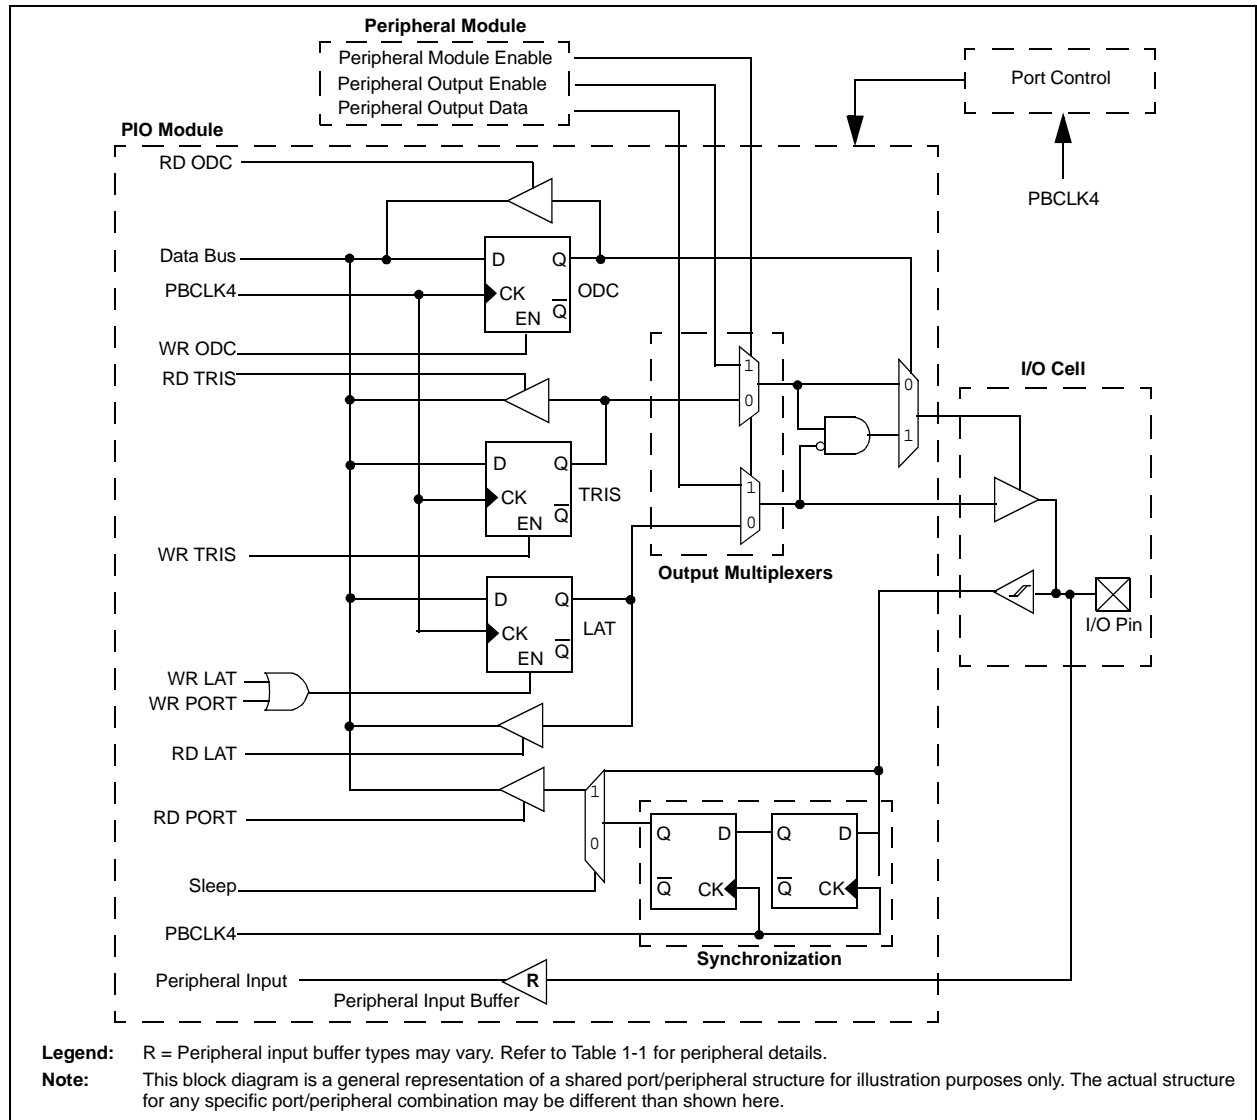 Peripheral Module
Peripheral Module Enable
Peripheral Output Enable
Peripheral Output Data
Port Control
PIO Module
RD ODC
PBCLK4
Data Bus
D Q
PBCLK4
CK
ODC
EN Q
WR ODC
RD TRIS
1
0
I/O Cell
0
1
D Q
CK
TRIS
EN Q
WR TRIS
1
0
Output Multiplexers
D Q
CK
LAT
EN Q
I/O Pin
WR LAT
WR PORT
RD LAT
RD PORT
1
0
Q D
Q CK
Q D
Q CK
Sleep
PBCLK4
Synchronization
Peripheral Input
R
Peripheral Input Buffer
Legend: R = Peripheral input buffer types may vary. Refer to Table 1-1 for peripheral details.
Note: This block diagram is a general representation of a shared port/peripheral structure for illustration purposes only. The actual structure
for any specific port/peripheral combination may be different than shown here.